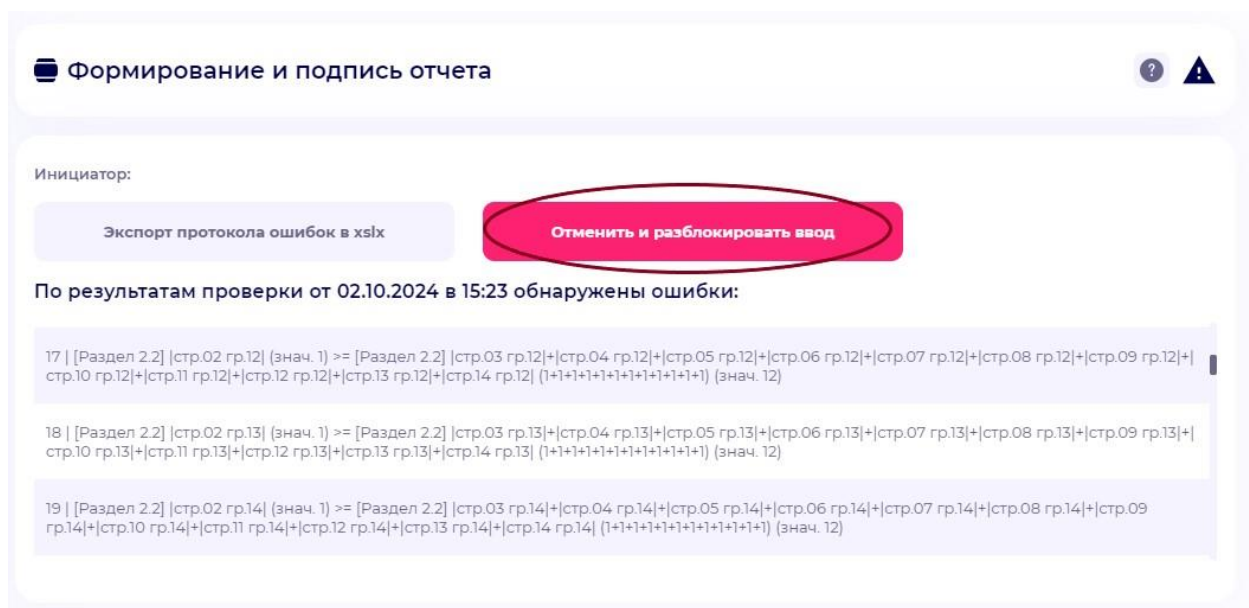 Формирование и подпись отчета
?
Инициатор:
Экспорт протокола ошибок в xslx
Отменить и разблокировать ввод
По результатам проверки от 02.10.2024 в 15:23 обнаружены ошибки:
17 | [Раздел 2.2] |стр.02 гр.12| (знач. 1) >= [Раздел 2.2] |стр.03 гр.12|+|стр.04 гр.12|+|стр.05 гр.12|+|стр.06 гр.12|+|стр.07 гр.12|+|стр.08 гр.12|+|стр.09 гр.12|+|
стр.10 гр.12|+|стр.11 гр.12|+|стр.12 гр.12|+|стр.13 гр.12|+|стр.14 гр.12| (1+1+1+1+1+1+1+1+1+1+1+1) (знач. 12)
18 | [Раздел 2.2] |стр.02 гр.13| (знач. 1) >= [Раздел 2.2] |стр.03 гр.13|+|стр.04 гр.13|+|стр.05 гр.13|+|стр.06 гр.13|+|стр.07 гр.13|+|стр.08 гр.13|+|стр.09 гр.13|+|
стр.10 гр.13|+|стр.11 гр.13|+|стр.12 гр.13|+|стр.13 гр.13|+|стр.14 гр.13| (1+1+1+1+1+1+1+1+1+1+1+1) (знач. 12)
19 | [Раздел 2.2] |стр.02 гр.14| (знач. 1) >= [Раздел 2.2] |стр.03 гр.14|+|стр.04 гр.14|+|стр.05 гр.14|+|стр.06 гр.14|+|стр.07 гр.14|+|стр.08 гр.14|+|стр.09
гр.14|+|стр.10 гр.14|+|стр.11 гр.14|+|стр.12 гр.14|+|стр.13 гр.14|+|стр.14 гр.14| (1+1+1+1+1+1+1+1+1+1+1+1) (знач. 12)